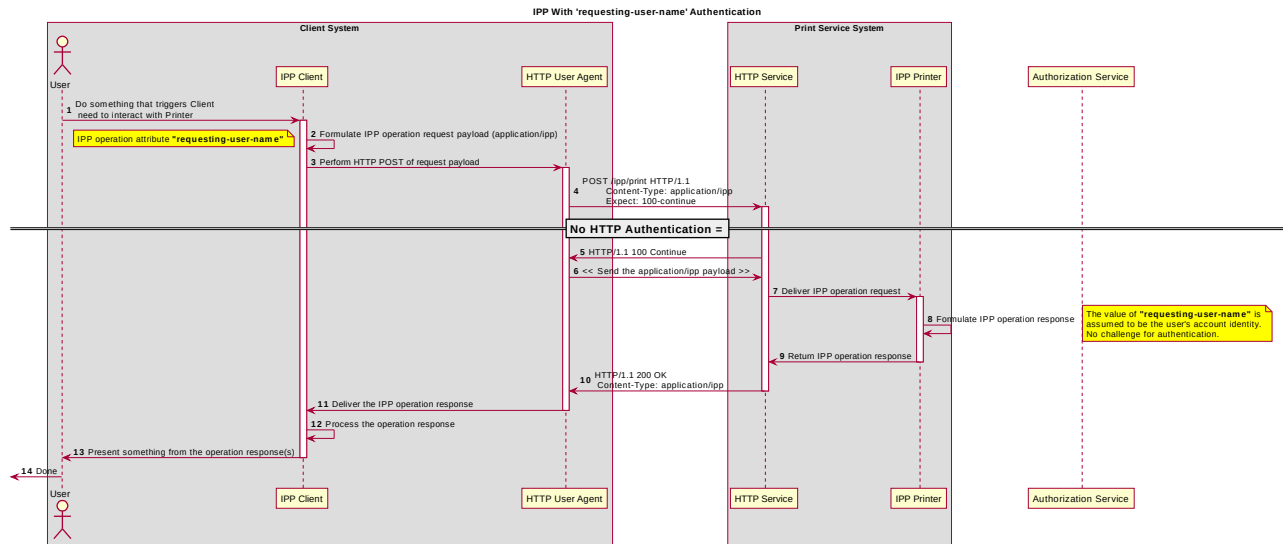 IPP With 'requesting-user-name' Authentication
Client System
Print Service System
User
IPP Client
HTTP User Agent
HTTP Service
IPP Printer
Authorization Service
1 Do something that triggers Client
need to interact with Printer
IPP operation attribute "requesting-user-name"
2 Formulate IPP operation request payload (application/ipp)
3 Perform HTTP POST of request payload
4 POST /ipp/print HTTP/1.1
Content-Type: application/ipp
Expect: 100-continue
No HTTP Authentication =
5 HTTP/1.1 100 Continue
6 << Send the application/ipp payload >>
7 Deliver IPP operation request
8 Formulate IPP operation response
The value of "requesting-user-name" is
assumed to be the user's account identity.
No challenge for authentication.
9 Return IPP operation response
10 HTTP/1.1 200 OK
Content-Type: application/ipp
11 Deliver the IPP operation response
12 Process the operation response
13 Present something from the operation response(s)
14 Done
User
IPP Client
HTTP User Agent
HTTP Service
IPP Printer
Authorization Service